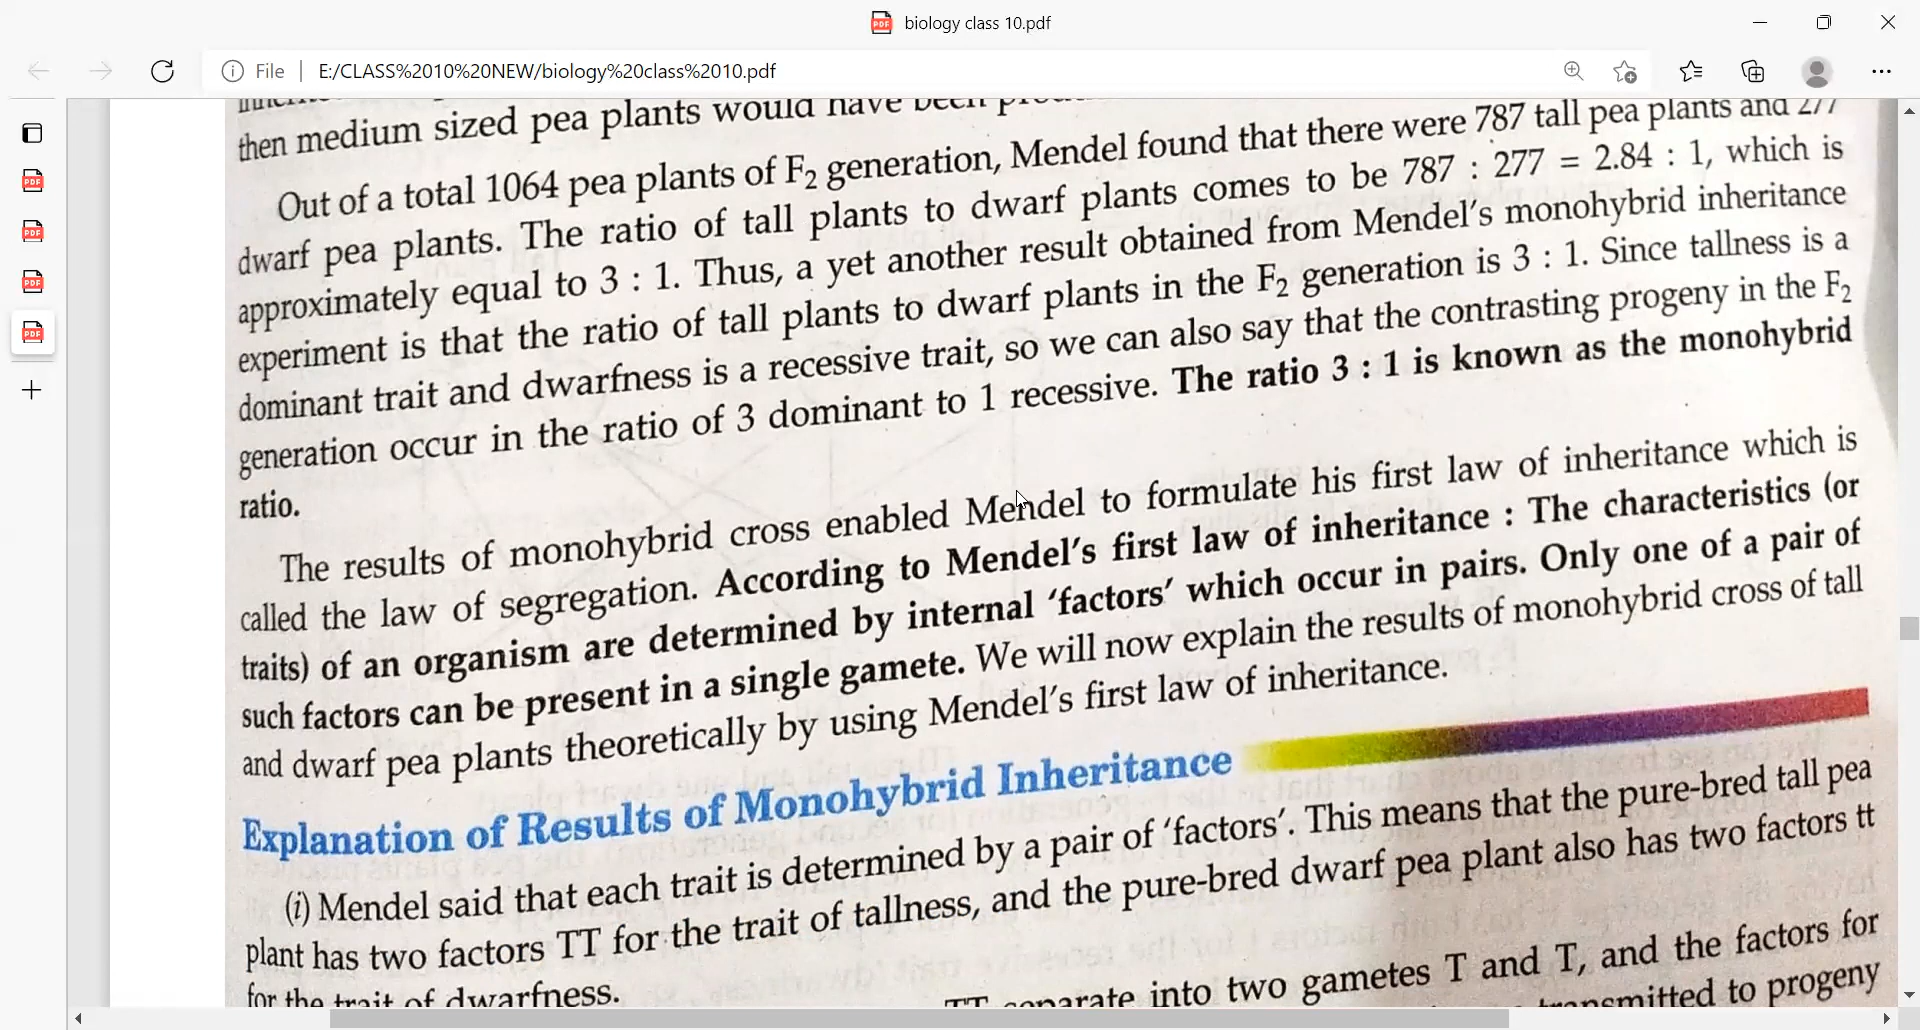 biology class 10.pdf
File
E:/CLASS%2010%20NEW/biology%20class%2010.pdf
then medium sized pea plants would have been
Out of a total 1064 pea plants of F2 generation, Mendel found that there were 787 tall pea plants and 277
dwarf pea plants. The ratio of tall plants to dwarf plants comes to be 787 : 277 = 2.84 : 1, which is
approximately equal to 3 : 1. Thus, a yet another result obtained from Mendel's monohybrid inheritance
experiment is that the ratio of tall plants to dwarf plants in the F2 generation is 3 : 1. Since tallness is a
dominant trait and dwarfness is a recessive trait, so we can also say that the contrasting progeny in the F2
generation occur in the ratio of 3 dominant to 1 recessive. The ratio 3 : 1 is known as the monohybrid
ratio.
The results of monohybrid cross enabled Mendel to formulate his first law of inheritance which is
called the law of segregation. According to Mendel's first law of inheritance : The characteristics (or
traits) of an organism are determined by internal 'factors' which occur in pairs. Only one of a pair of
such factors can be present in a single gamete. We will now explain the results of monohybrid cross of tall
and dwarf pea plants theoretically by using Mendel's first law of inheritance.
Explanation of Results of Monohybrid Inheritance
(i) Mendel said that each trait is determined by a pair of 'factors'. This means that the pure-bred tall pea
plant has two factors TT for the trait of tallness, and the pure-bred dwarf pea plant also has two factors tt
for the trait of dwarfness.
TT separate into two gametes T and T, and the factors for
transmitted to progeny